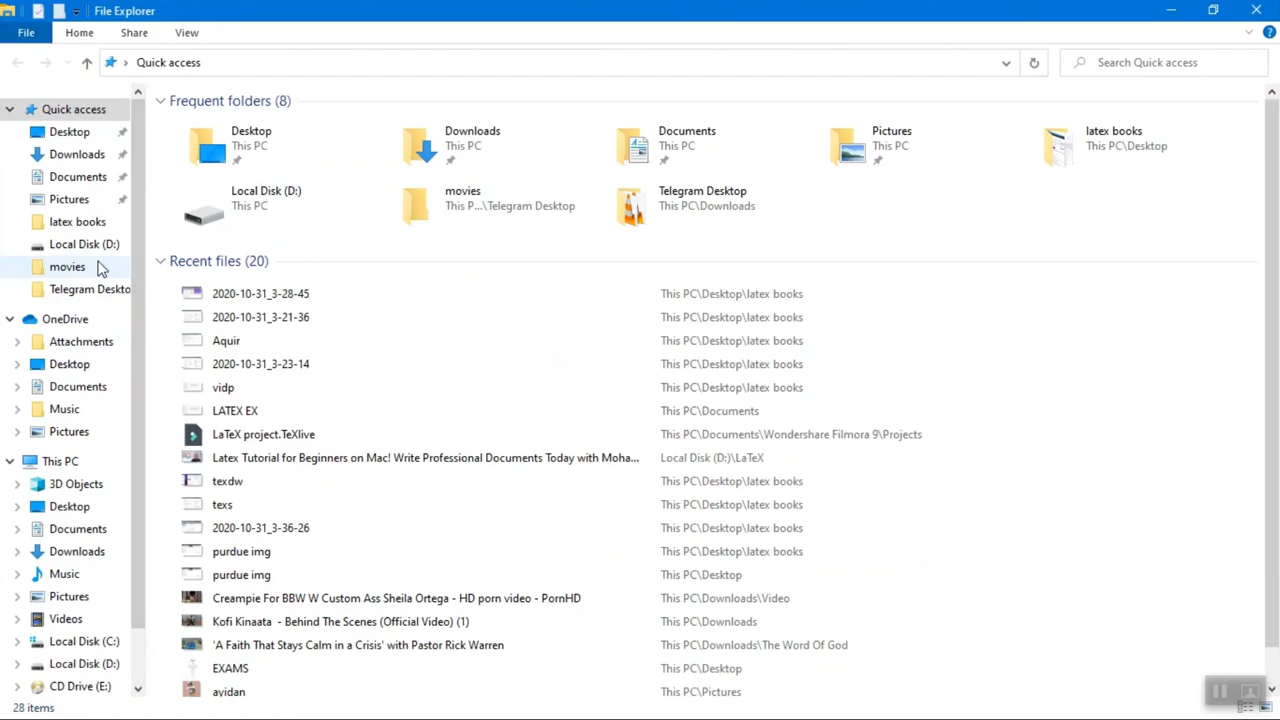 File Explorer
File Home Share View
Quick access Search Quick access
Quick access
Desktop
Downloads
Documents
Pictures
latex books
Local Disk (D:)
movies
Telegram Deskto
OneDrive
Attachments
Desktop
Documents
Music
Pictures
This PC
3D Objects
Desktop
Documents
Downloads
Music
Pictures
Videos
Local Disk (C:)
Local Disk (D:)
CD Drive (E:)
Frequent folders (8)
Desktop
This PC
Downloads
This PC
Documents
This PC
Pictures
This PC
latex books
This PC\Desktop
Local Disk (D:)
This PC
movies
This P...\Telegram Desktop
Telegram Desktop
This PC\Downloads
Recent files (20)
2020-10-31_3-28-45 This PC\Desktop\latex books
2020-10-31_3-21-36 This PC\Desktop\latex books
Aquir This PC\Desktop\latex books
2020-10-31_3-23-14 This PC\Desktop\latex books
vidp This PC\Desktop\latex books
LATEX EX This PC\Documents
LaTeX project.TeXlive This PC\Documents\Wondershare Filmora 9\Projects
Latex Tutorial for Beginners on Mac! Write Professional Documents Today with Moha... Local Disk (D:)\LaTeX
texdw This PC\Desktop\latex books
texs This PC\Desktop\latex books
2020-10-31_3-36-26 This PC\Desktop\latex books
purdue img This PC\Desktop\latex books
purdue img This PC\Desktop
Creampie For BBW W Custom Ass Sheila Ortega - HD porn video - PornHD This PC\Downloads\Video
Kofi Kinaata - Behind The Scenes (Official Video) (1) This PC\Downloads
'A Faith That Stays Calm in a Crisis' with Pastor Rick Warren This PC\Downloads\The Word Of God
EXAMS This PC\Desktop
avidan This PC\Pictures
28 items